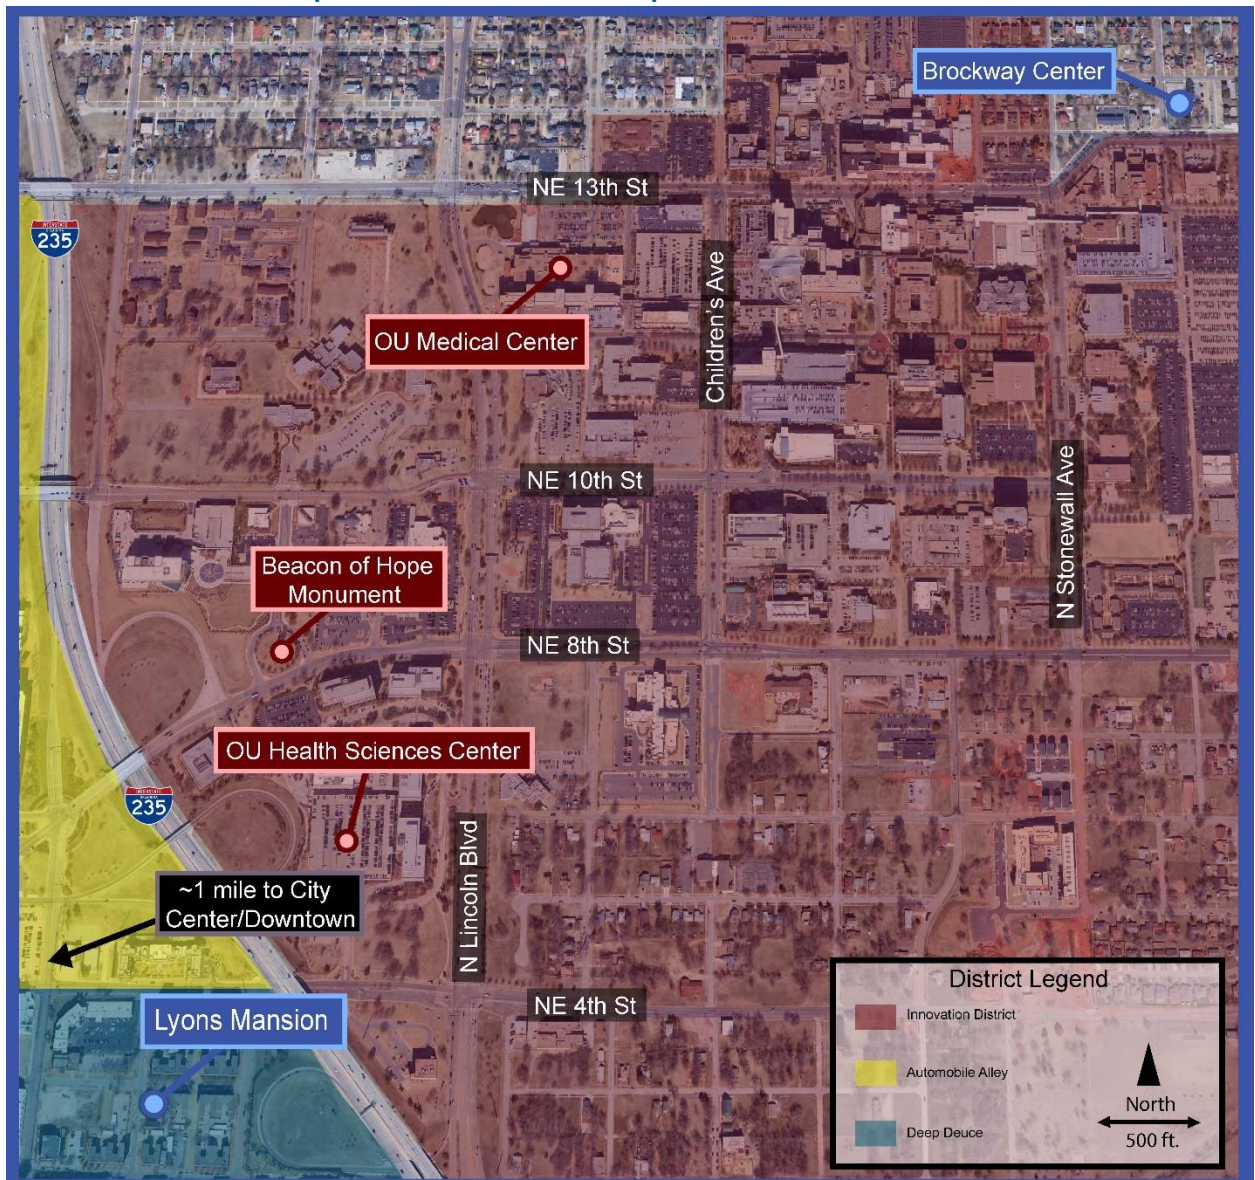 Brockway Center
NE 13th St
INTERSTATE
235
OU Medical Center
Children's Ave
NE 10th St
N Stonewall Ave
Beacon of Hope
Monument
NE 8th St
OU Health Sciences Center
INTERSTATE
235
N Lincoln Blvd
~1 mile to City
Center/Downtown
NE 4th St
Lyons Mansion
District Legend
Innovation District
Automobile Alley
Deep Deuce
North
500 ft.